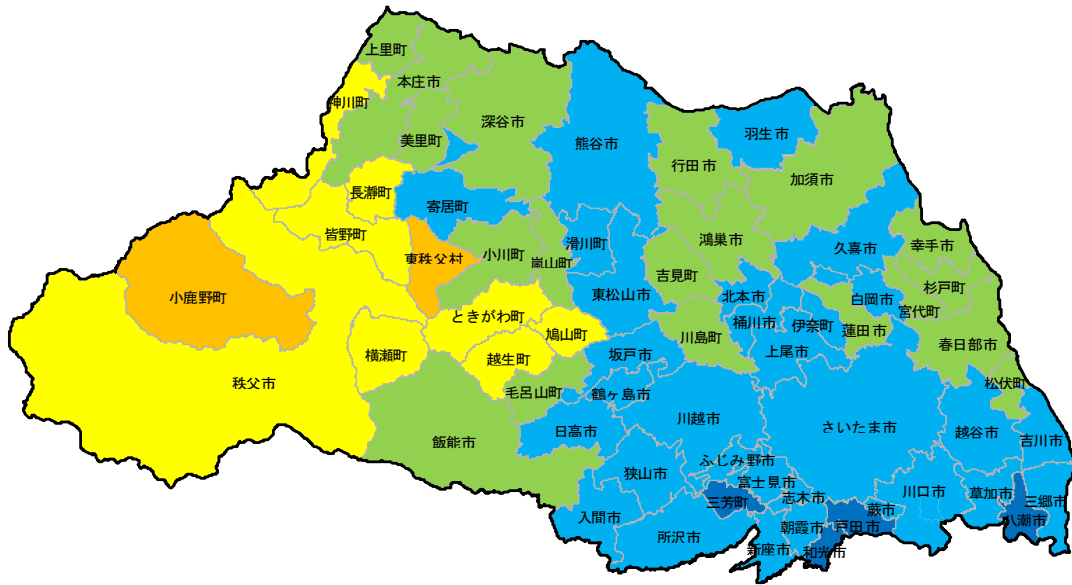 上里町
本庄市
神川町
深谷市
美里町
熊谷市
羽生市
行田市
加須市
長瀞町
寄居町
皆野町
滑川町
鴻巣市
久喜市
幸手市
東秩父村
小川町
嵐山町
吉見町
杉戸町
小鹿野町
東松山市
北本市
白岡市
宮代町
ときがわ町
鳩山町
桶川市
伊奈町
蓮田市
川島町
春日部市
横瀬町
越生町
坂戸市
上尾市
秩父市
毛呂山町
鶴ヶ島市
松伏町
川越市
さいたま市
日高市
越谷市
吉川市
飯能市
ふじみ野市
狭山市
富士見市
三芳町
志木市
川口市
草加市
三郷市
入間市
蕨市
八潮市
所沢市
朝霞市
戸田市
新座市
和光市